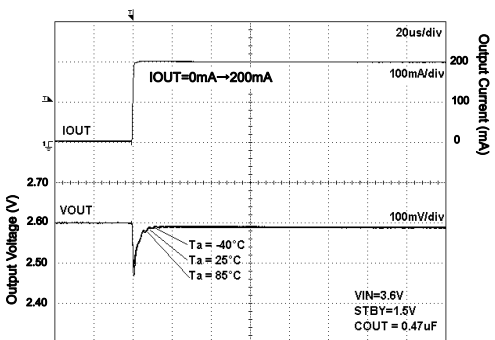 20us/div
IOUT=0mA→200mA
100mA/div
200
100
0
Output Current (mA)
IOUT
2.70
2.60
2.50
2.40
Output Voltage (V)
VOUT
100mV/div
Ta = -40°C
Ta = 25°C
Ta = 85°C
VIN=3.6V
STBY=1.5V
COUT = 0.47uF